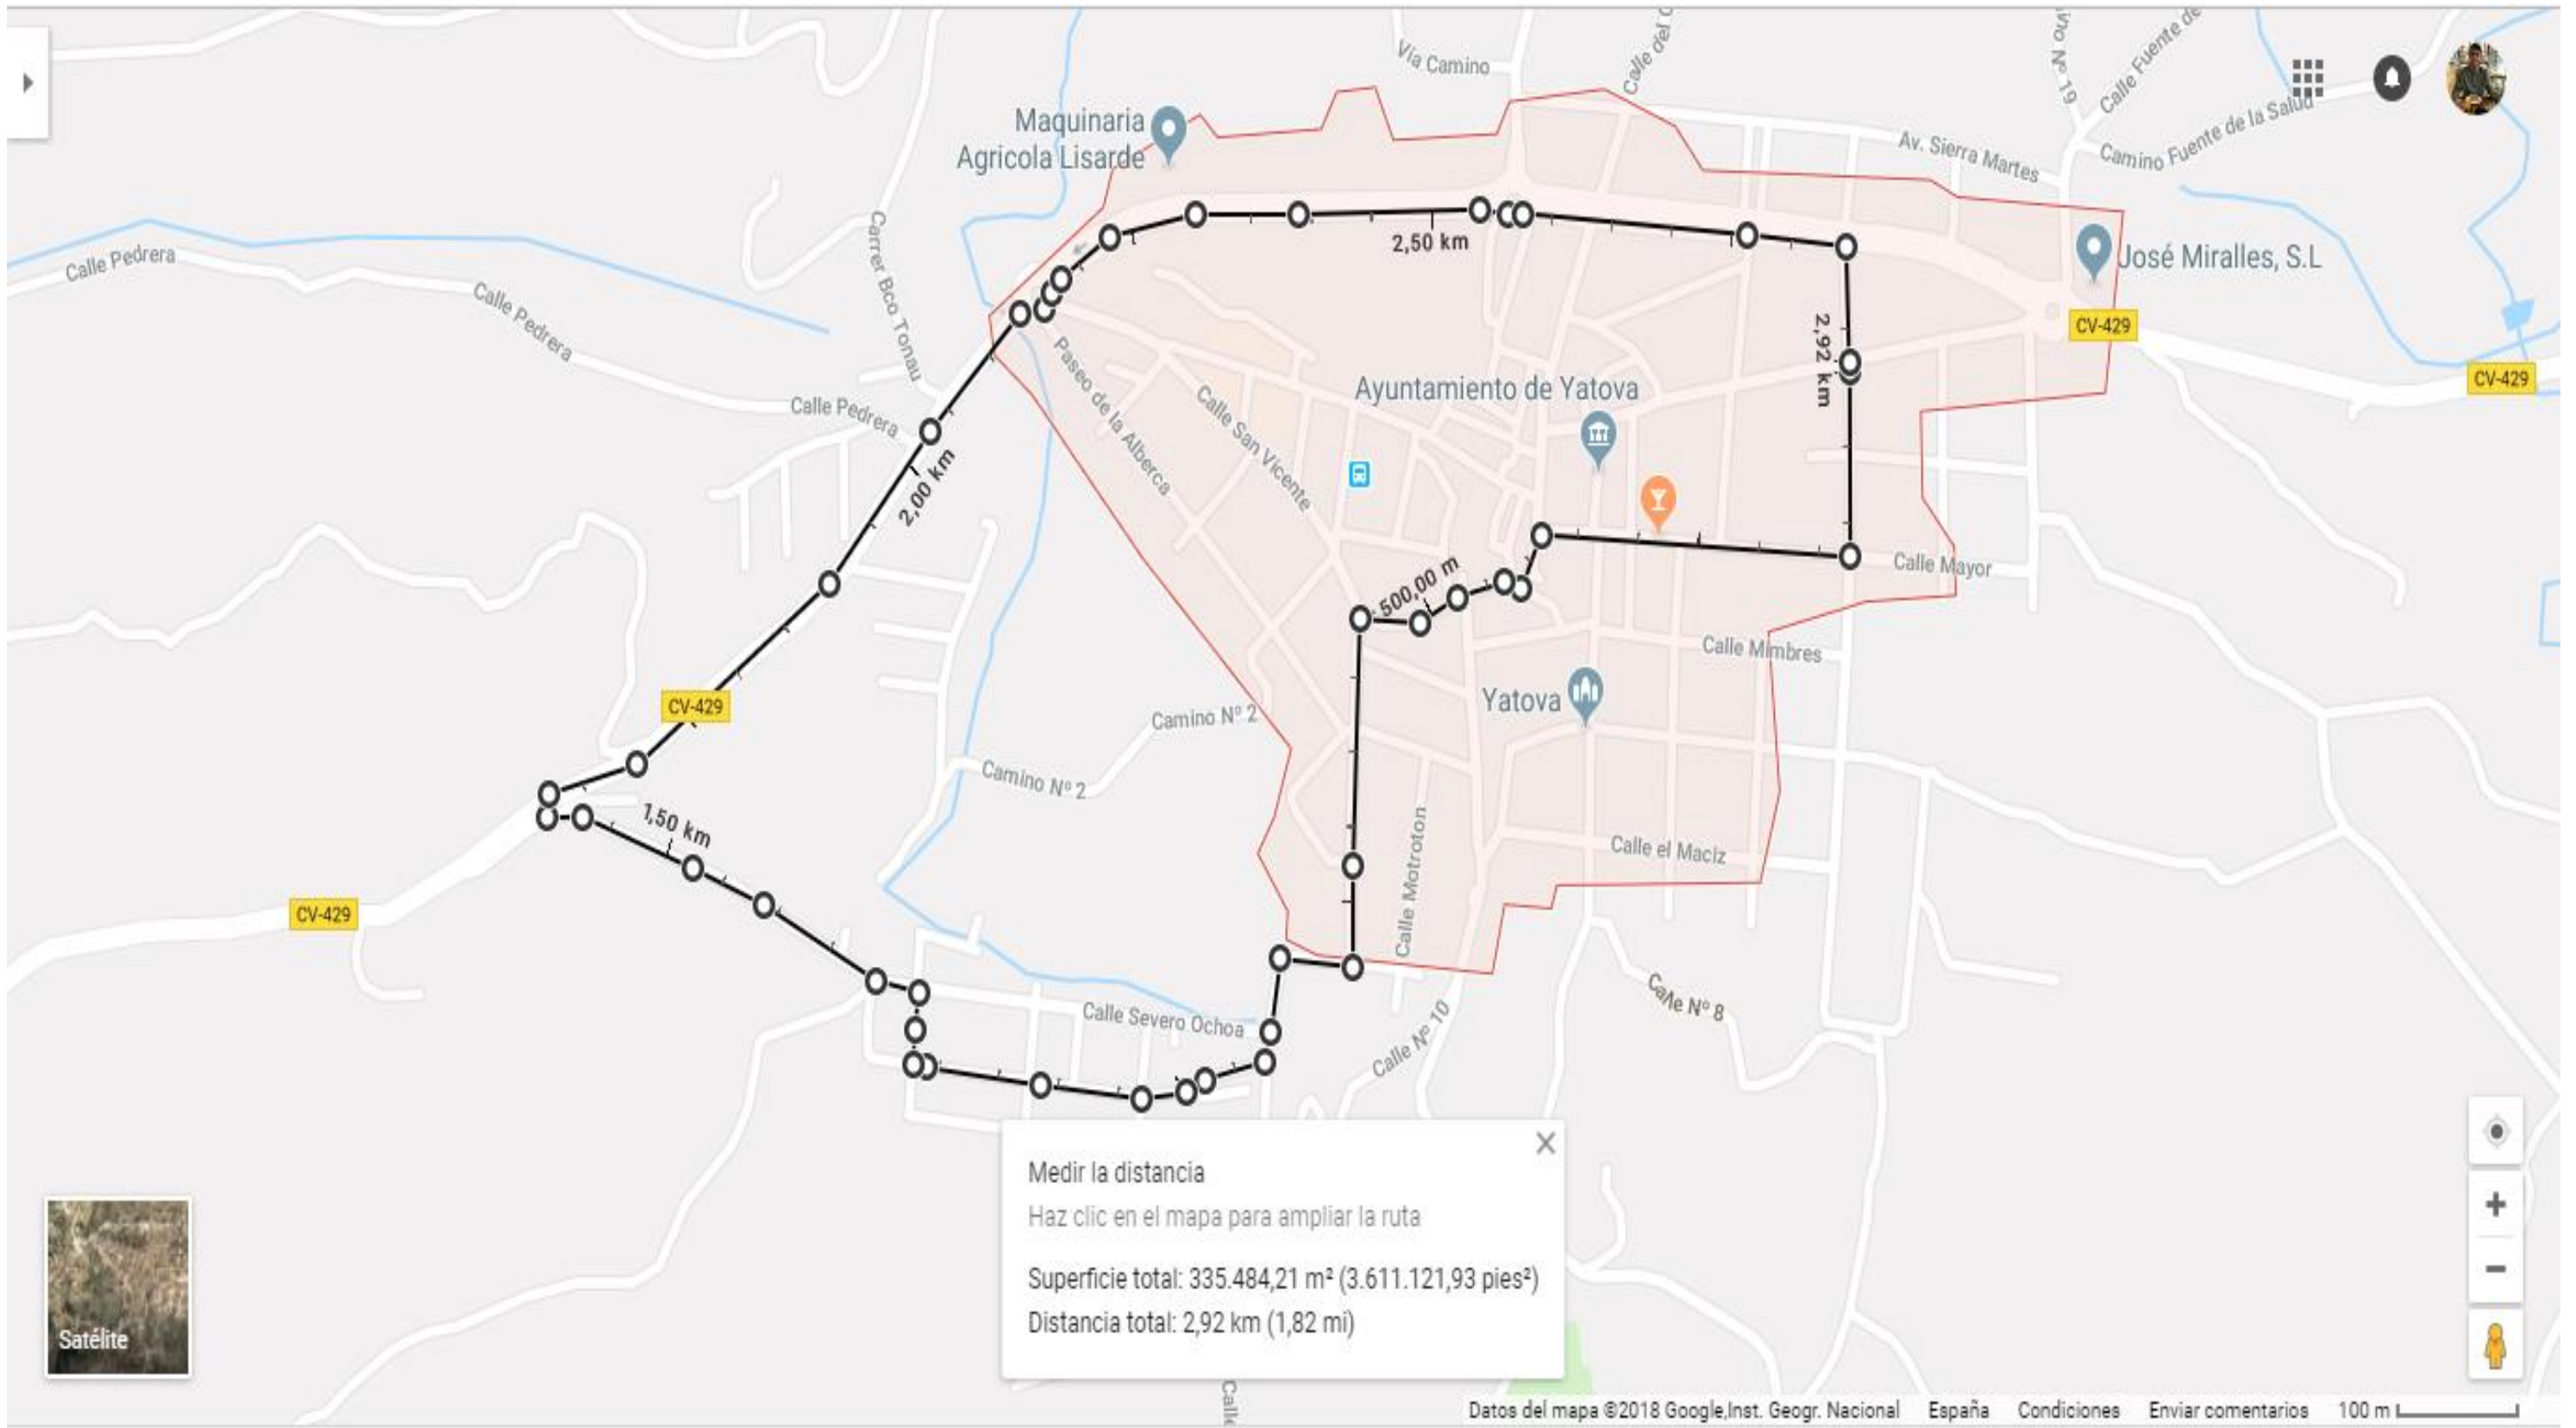 Vía Camino
Calle del C
ino Nº 19
Calle Fuente de
Camino Fuente de la Salud
Av. Sierra Martes
Maquinaria
Agricola Lisarde
2,50 km
José Miralles, S.L
Calle Pedrera
Calle Pedrera
Carrer Bco Tonau
CV-429
2,92 km
CV-429
Paseo de la Alberca
Calle San Vicente
Ayuntamiento de Yatova
Calle Pedrera
2,00 km
500,00 m
Calle Mayor
Calle Mimbres
CV-429
Yatova
Camino Nº 2
Camino Nº 2
1,50 km
Calle Motroton
Calle el Maciz
CV-429
Calle Severo Ochoa
Calle Nº 10
Calle Nº 8
Medir la distancia
Haz clic en el mapa para ampliar la ruta
Superficie total: 335.484,21 m² (3.611.121,93 pies²)
Distancia total: 2,92 km (1,82 mi)
Satélite
Calle
Datos del mapa ©2018 Google,Inst. Geogr. Nacional España Condiciones Enviar comentarios 100 m